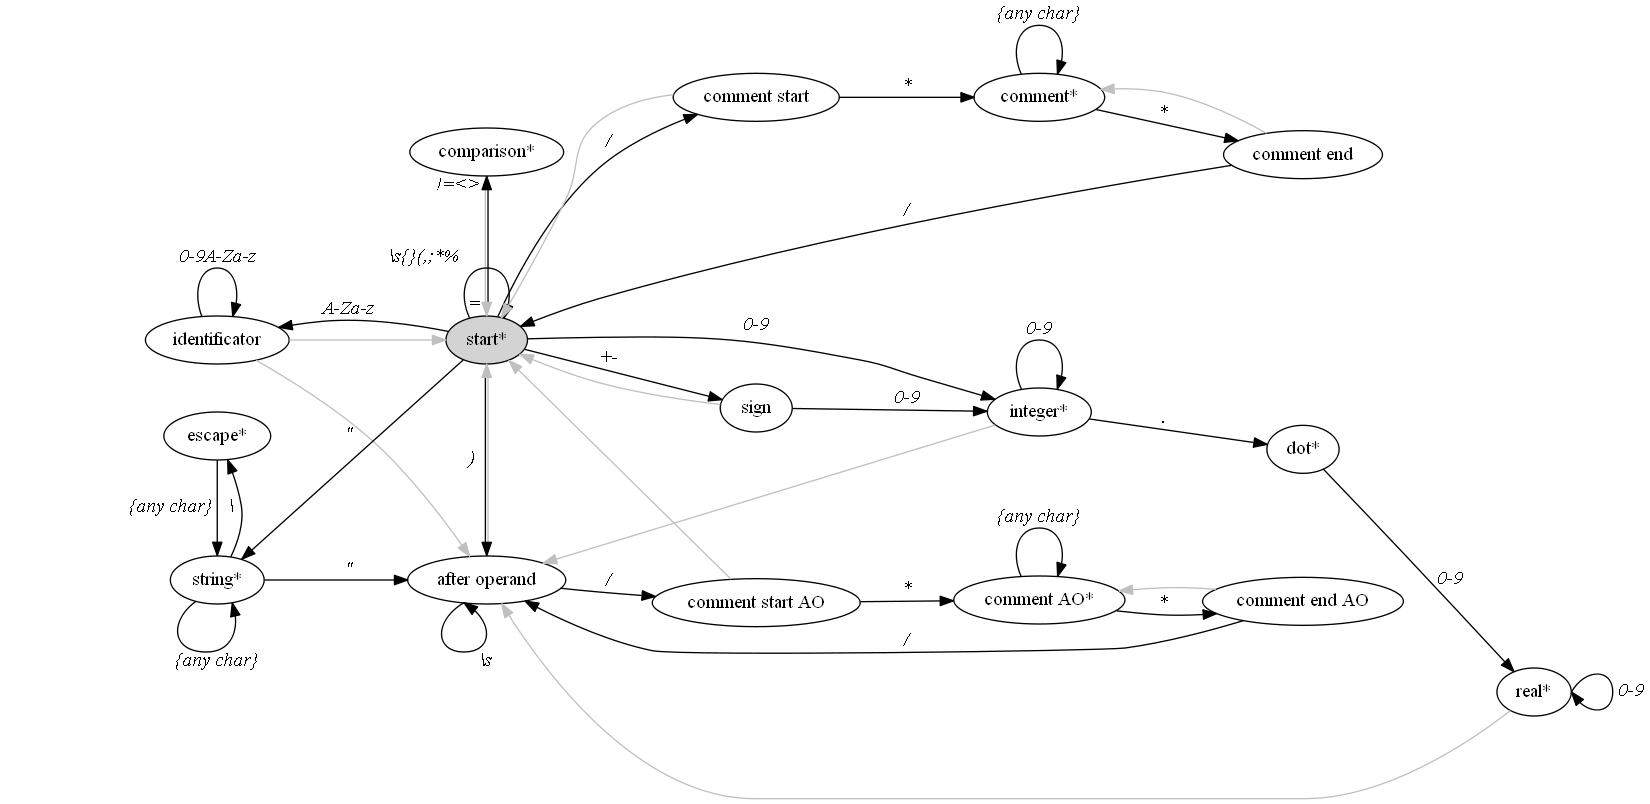 {any char}
comment start
*
comment*
*
comment end
/
comparison*
!=<>
/
0-9A-Za-z
\s{}(,;*%
=
A-Za-z
identificator
start*
0-9
+-
sign
0-9
0-9
integer*
.
dot*
escape*
"
)
{any char}
\
string*
"
after operand
/
comment start AO
*
{any char}
comment AO*
*
comment end AO
0-9
{any char}
\s
/
real*
0-9